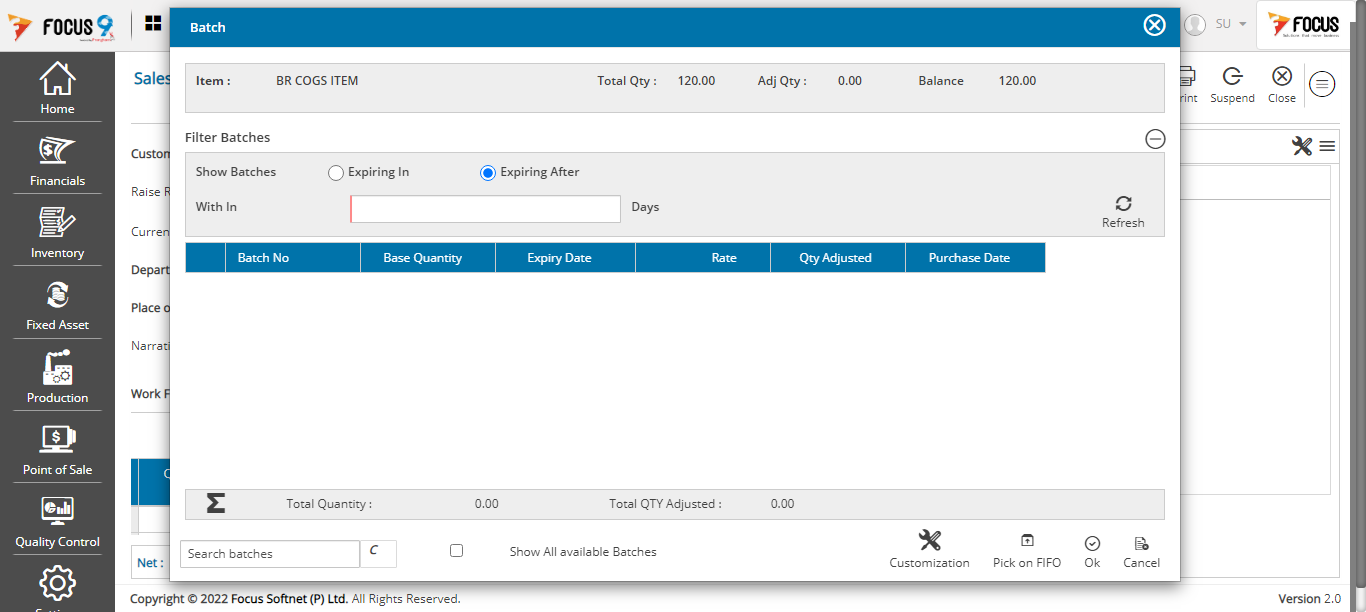 FOCUS 9
Batch
SU
FOCUS
Home
Financials
Inventory
Fixed Asset
Production
Point of Sale
Quality Control
Sales
rint
Suspend
Close
Custom
Raise R
Curren
Depart
Place o
Narrati
Work F
Net :
Item : BR COGS ITEM Total Qty : 120.00 Adj Qty : 0.00 Balance 120.00
Filter Batches
Show Batches Expiring In Expiring After
With In Days
Refresh
Batch No Base Quantity Expiry Date Rate Qty Adjusted Purchase Date
Σ Total Quantity : 0.00 Total QTY Adjusted : 0.00
Search batches C Show All available Batches
Customization Pick on FIFO Ok Cancel
Copyright © 2022 Focus Softnet (P) Ltd. All Rights Reserved. Version 2.0